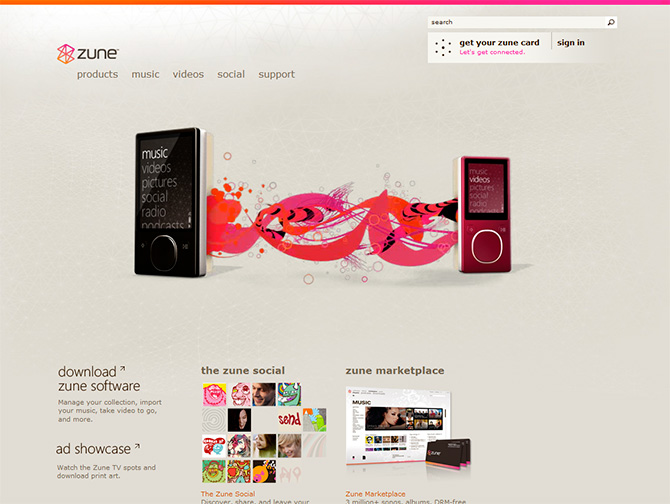 search
get your zune card
sign in
Let's get connected.
zune
products music videos social support
music
videos
pictures
social
radio
podcasts
music
videos
pictures
social
radio
download
zune software
Manage your collection, import
your music, take video to go,
and more.
ad showcase
Watch the Zune TV spots and
download print art.
the zune social
send
The Zune Social
Discover, share, and leave your
zune marketplace
MUSIC
zune
Zune Marketplace
3 million+ songs, albums, DRM-free